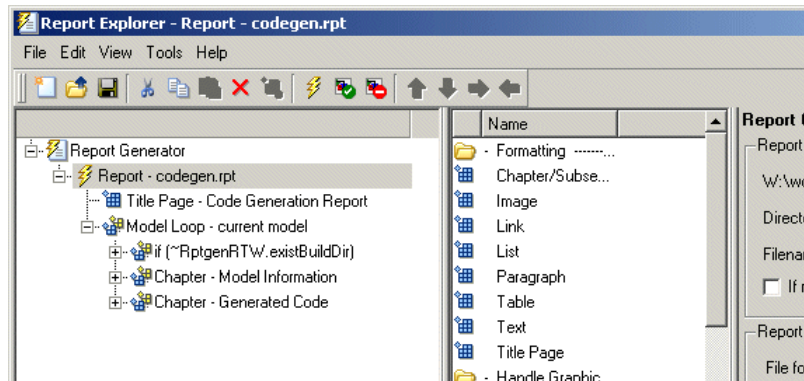 Report Explorer - Report - codegen.rpt
File Edit View Tools Help
Report Generator
Report - codegen.rpt
Title Page - Code Generation Report
Model Loop - current model
if (~RptgenRTW.existBuildDir)
Chapter - Model Information
Chapter - Generated Code
Name
- Formatting -------...
Chapter/Subse...
Image
Link
List
Paragraph
Table
Text
Title Page
- Handle Graphic
Report
Report
W:\w
Direct
Filena
If
Report
File fo